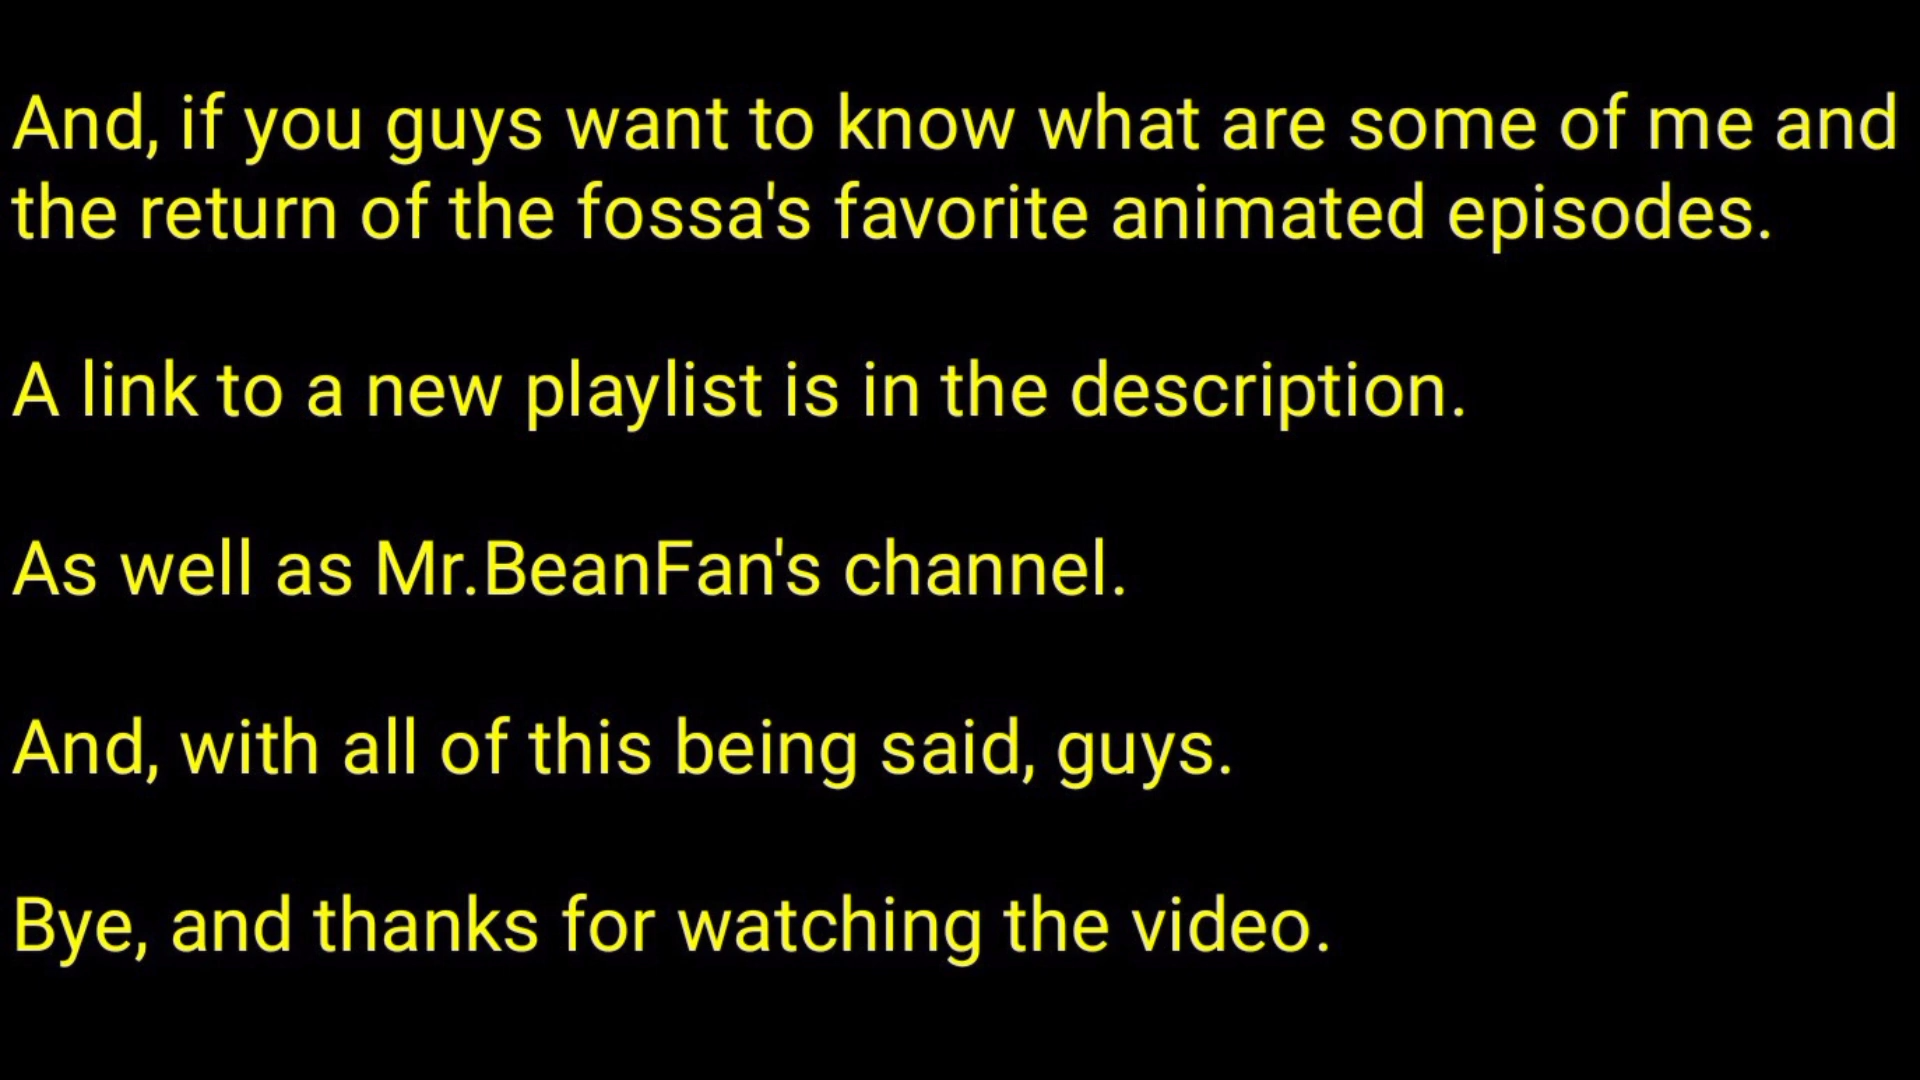 And, if you guys want to know what are some of me and
the return of the fossa's favorite animated episodes.
A link to a new playlist is in the description.
As well as Mr.BeanFan's channel.
And, with all of this being said, guys.
Bye, and thanks for watching the video.